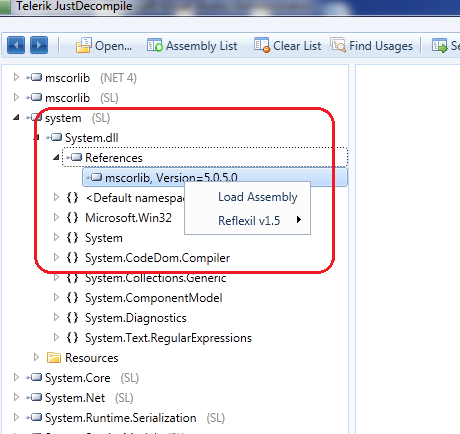 Telerik JustDecompile
Open... Assembly List Clear List Find Usages Se
mscorlib (NET 4)
mscorlib (SL)
system (SL)
System.dll
References
mscorlib, Version=5.0.5.0
Load Assembly
<Default namespac
Reflexil v1.5
{} Microsoft.Win32
{} System
{} System.CodeDom.Compiler
{} System.Collections.Generic
{} System.ComponentModel
{} System.Diagnostics
{} System.Text.RegularExpressions
Resources
System.Core (SL)
System.Net (SL)
System.Runtime.Serialization (SL)